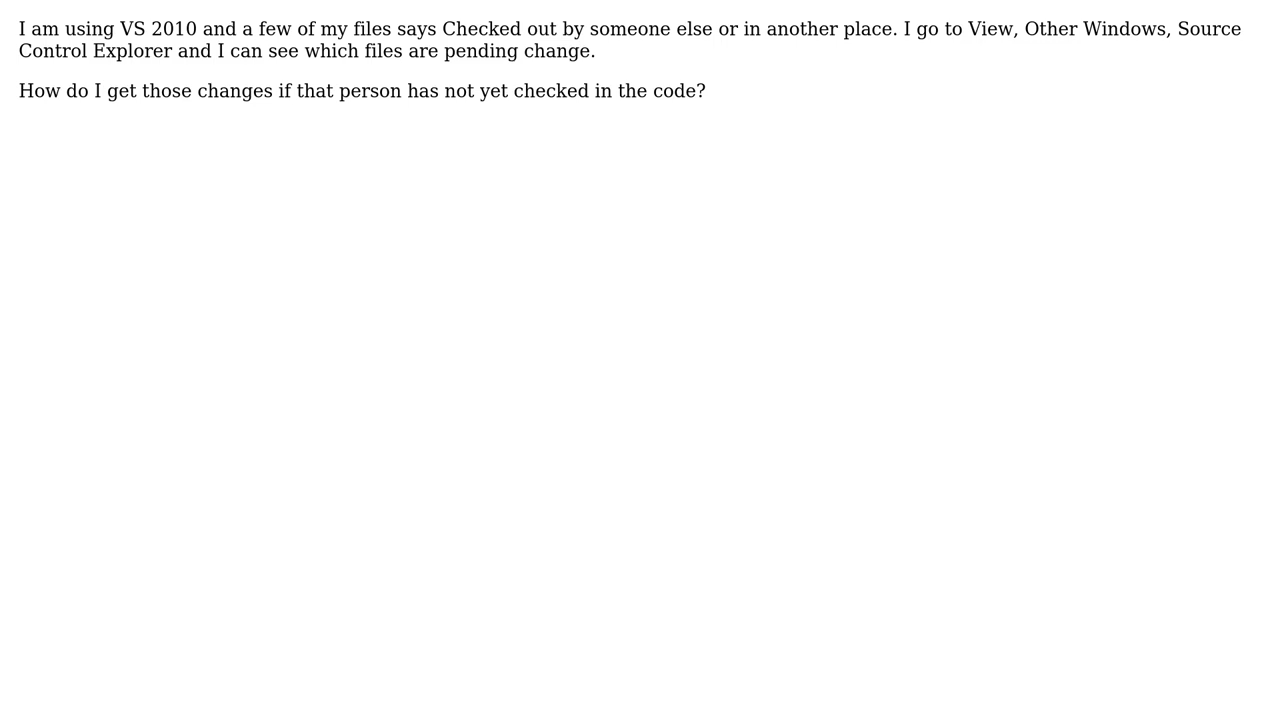 I am using VS 2010 and a few of my files says Checked out by someone else or in another place. I go to View, Other Windows, Source
Control Explorer and I can see which files are pending change.
How do I get those changes if that person has not yet checked in the code?